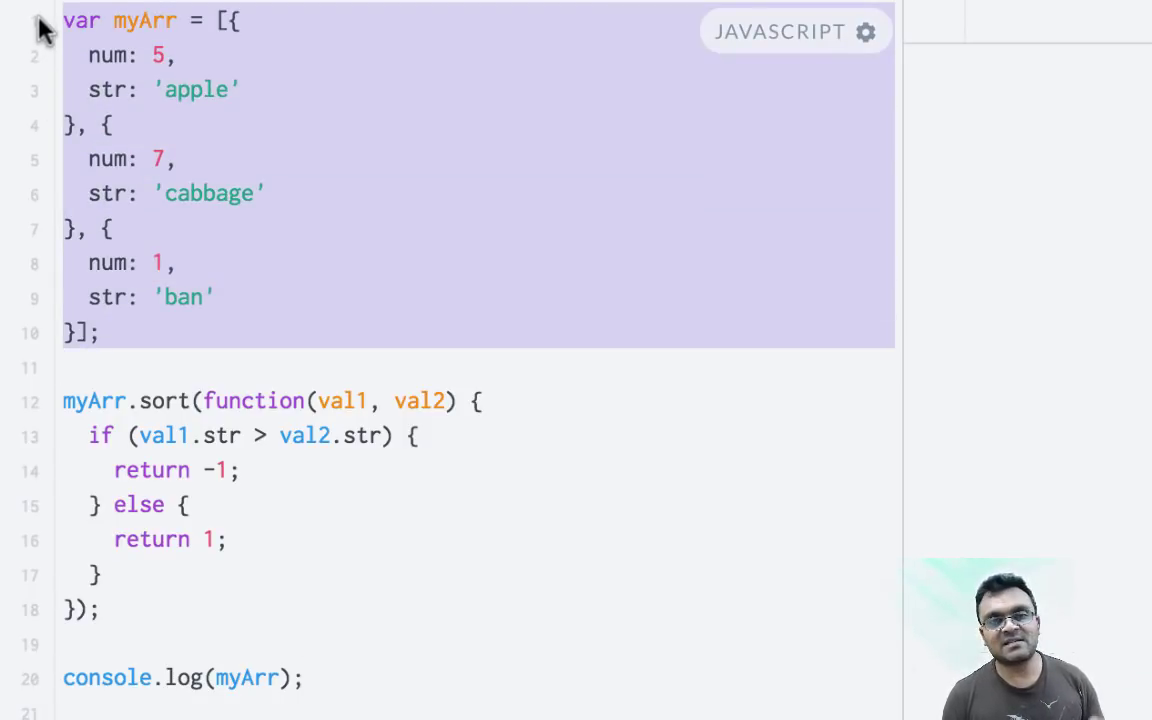 var myArr = [{
JAVASCRIPT
2 num: 5,
3 str: 'apple'
4 }, {
5 num: 7,
6 str: 'cabbage'
7 }, {
8 num: 1,
9 str: 'ban'
10 }];
11
12 myArr.sort(function(val1, val2) {
13 if (val1.str > val2.str) {
14 return -1;
15 } else {
16 return 1;
17 }
18 });
19
20 console.log(myArr);
21